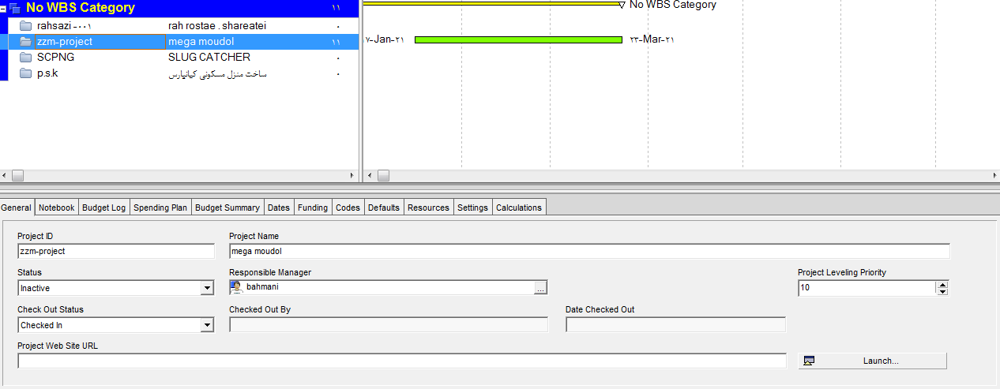 No WBS Category ۱۱ No WBS Category
rahsazi -۰۰۱ rah rostae . shareatei ۰
zzm-project mega moudol ۱۱ ۱۷-Jan-۲۱ ۲۳-Mar-۲۱
SCPNG SLUG CATCHER ۰
p.s.k ساخت منزل مسکونی کیانپارس ۰
General Notebook Budget Log Spending Plan Budget Summary Dates Funding Codes Defaults Resources Settings Calculations
Project ID Project Name
zzm-project mega moudol
Status Responsible Manager Project Leveling Priority
Inactive bahmani ... 10
Check Out Status Checked Out By Date Checked Out
Checked In
Project Web Site URL
Launch...